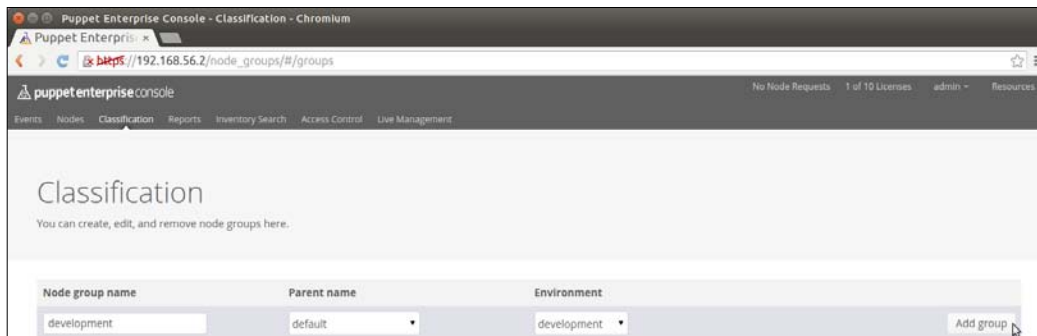 Puppet Enterprise Console - Classification - Chromium
Puppet Enterpris
https://192.168.56.2/node_groups/#/groups
puppet enterprise console No Node Requests 1 of 10 Licenses admin Resources
Events Nodes Classification Reports Inventory Search Access Control Live Management
Classification
You can create, edit, and remove node groups here.
Node group name Parent name Environment
development default development Add group